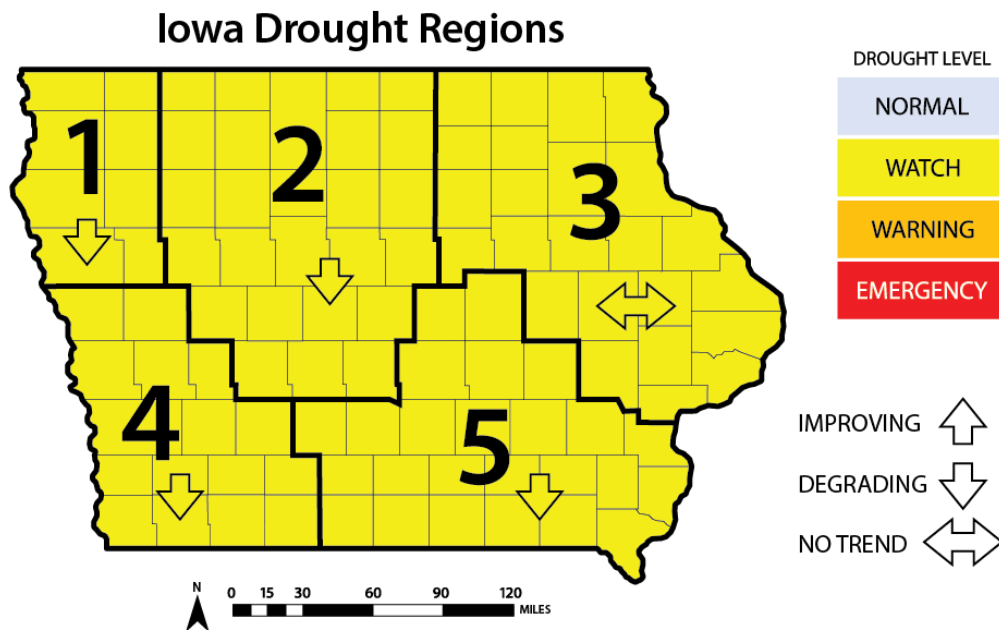 Iowa Drought Regions
DROUGHT LEVEL
NORMAL
WATCH
WARNING
EMERGENCY
1
2
3
4
5
IMPROVING
DEGRADING
NO TREND
N
0 15 30 60 90 120
MILES